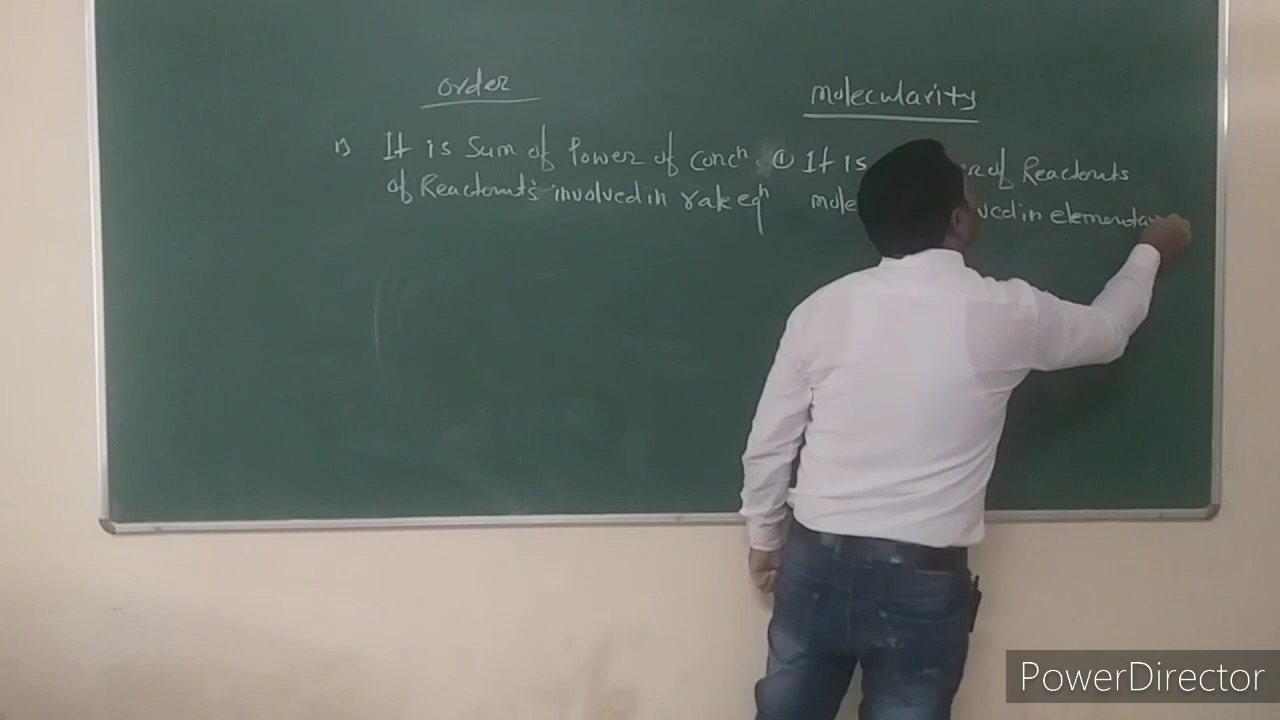 order
molecularity
1) It is Sum of Power of concn.
of Reactants involved in rate eqn
① It is of Reactants
in elementary
PowerDirector